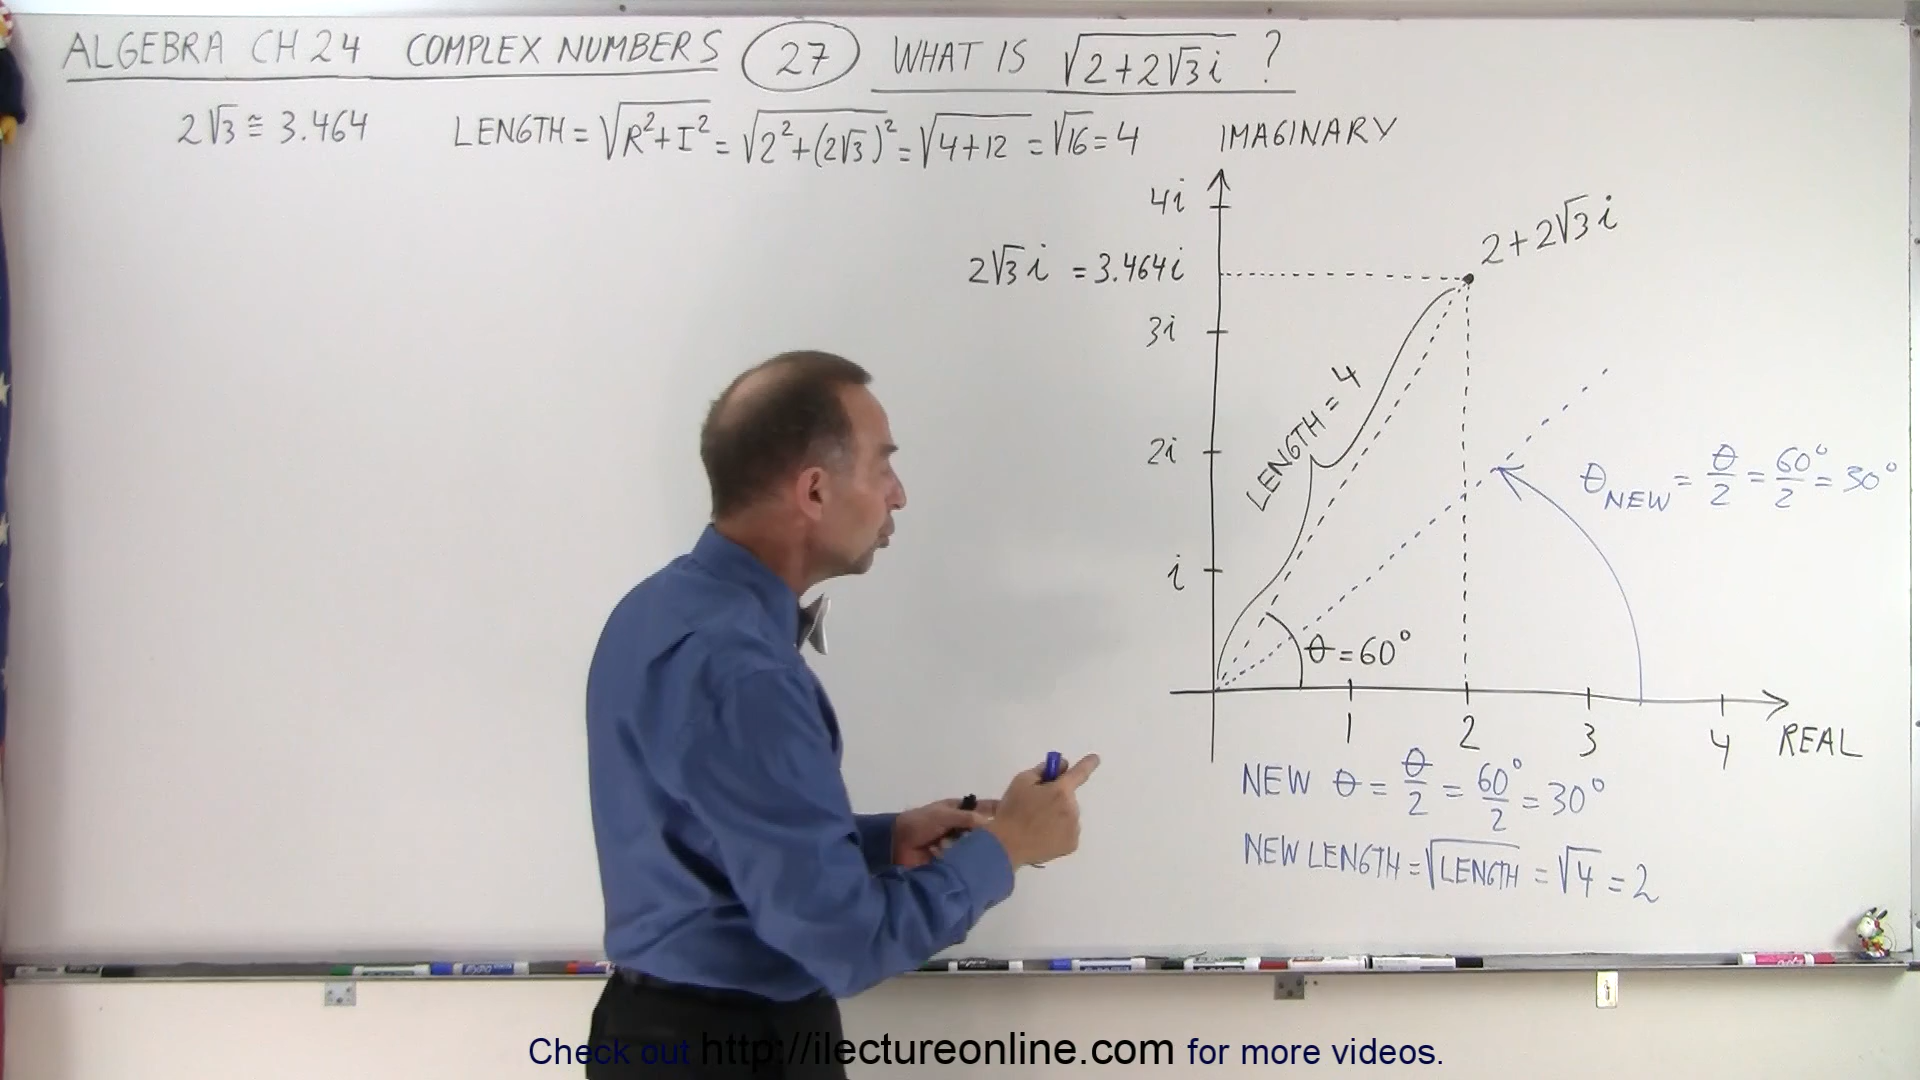 ALGEBRA CH 24 COMPLEX NUMBERS 27 WHAT IS √(2+2√3i) ?
2√3 ≅ 3.464 LENGTH = √(R²+I²) = √(2²+(2√3)²) = √(4+12) = √16 = 4
IMAGINARY
4i
2+2√3i
2√3i = 3.464i
3i
LENGTH = 4
2i
θNEW = θ/2 = 60°/2 = 30°
i
θ = 60°
1 2 3 4 REAL
NEW θ = θ/2 = 60°/2 = 30°
NEW LENGTH = √LENGTH = √4 = 2
Check out http://ilectureonline.com for more videos.